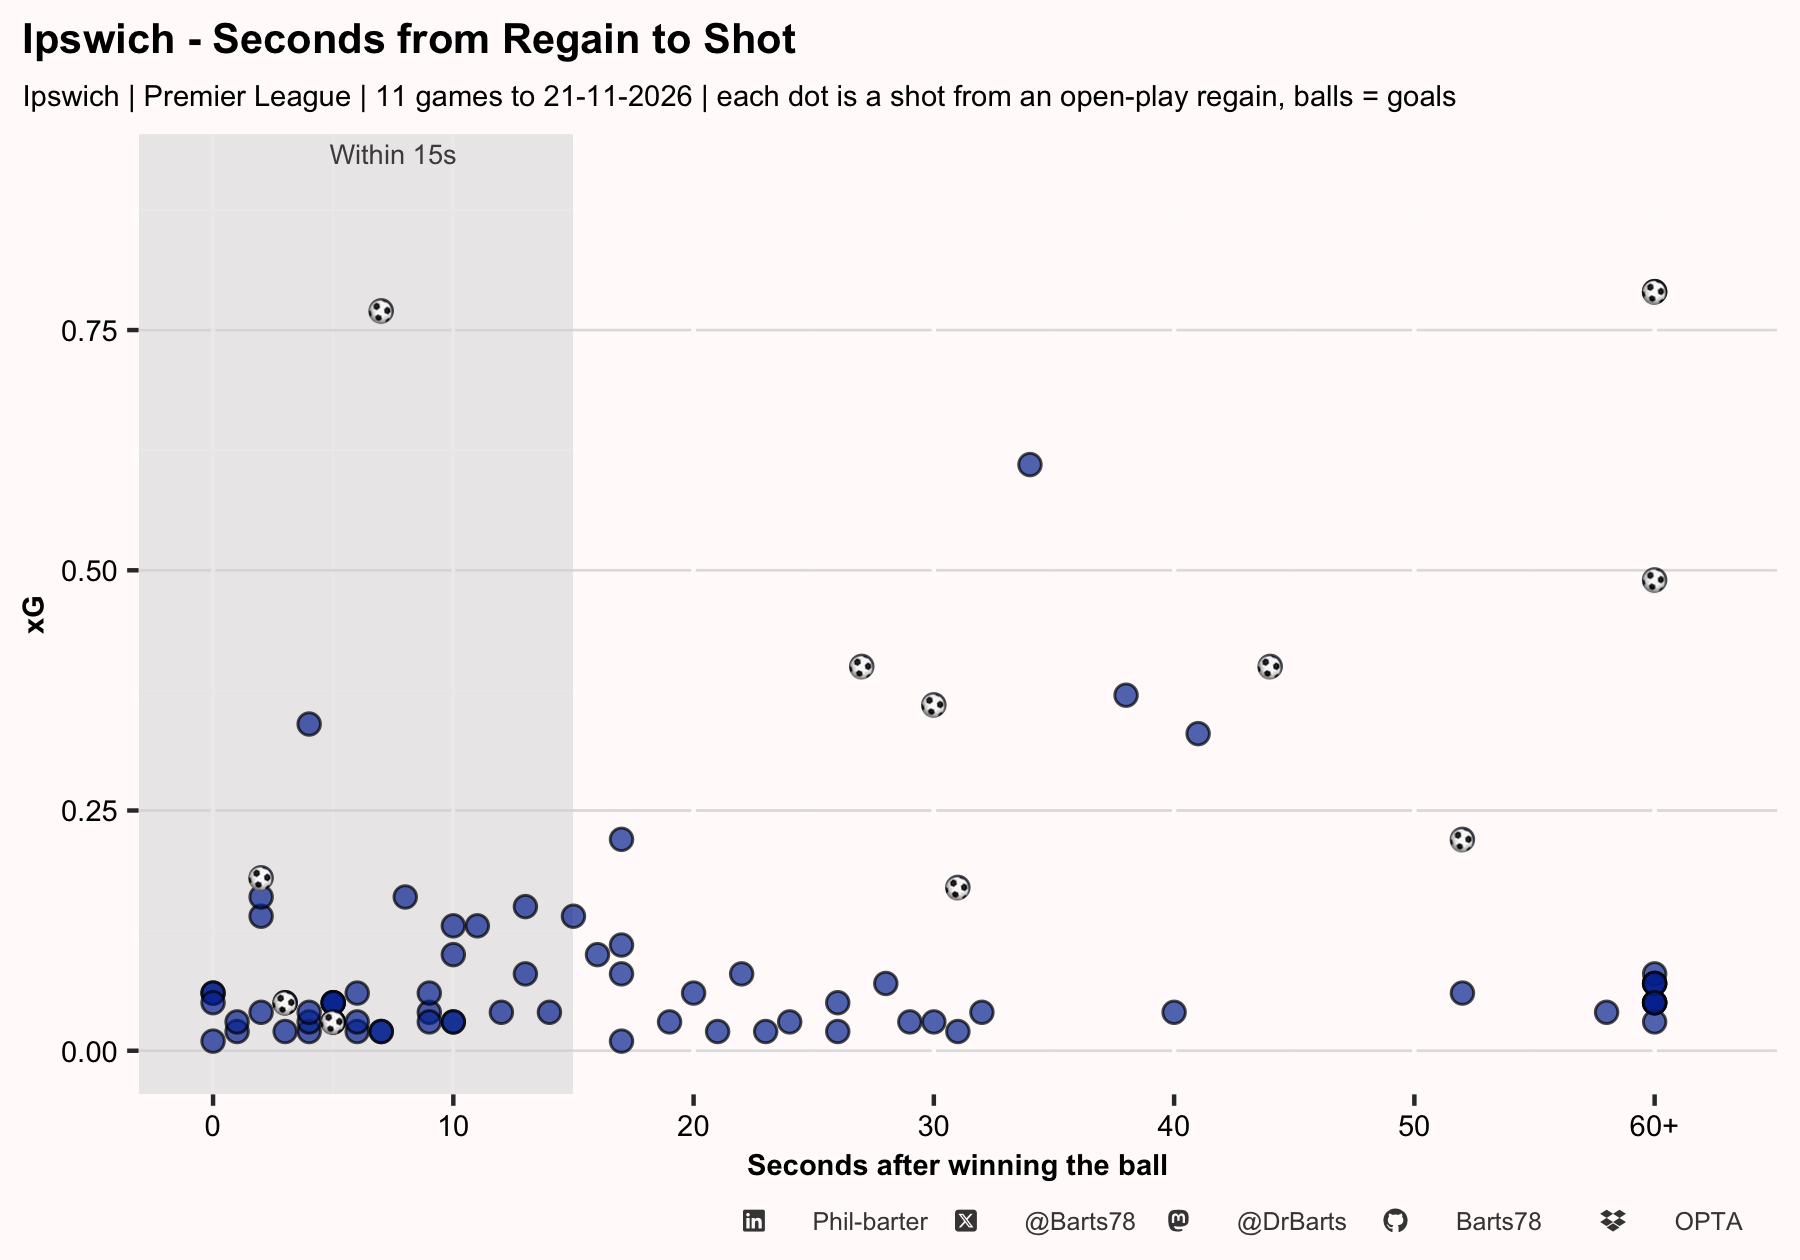 Ipswich - Seconds from Regain to Shot
Ipswich | Premier League | 11 games to 21-11-2026 | each dot is a shot from an open-play regain, balls = goals
Within 15s
0.75
0.50
0.25
0.00
xG
0 10 20 30 40 50 60+
Seconds after winning the ball
Phil-barter @Barts78 @DrBarts Barts78 OPTA